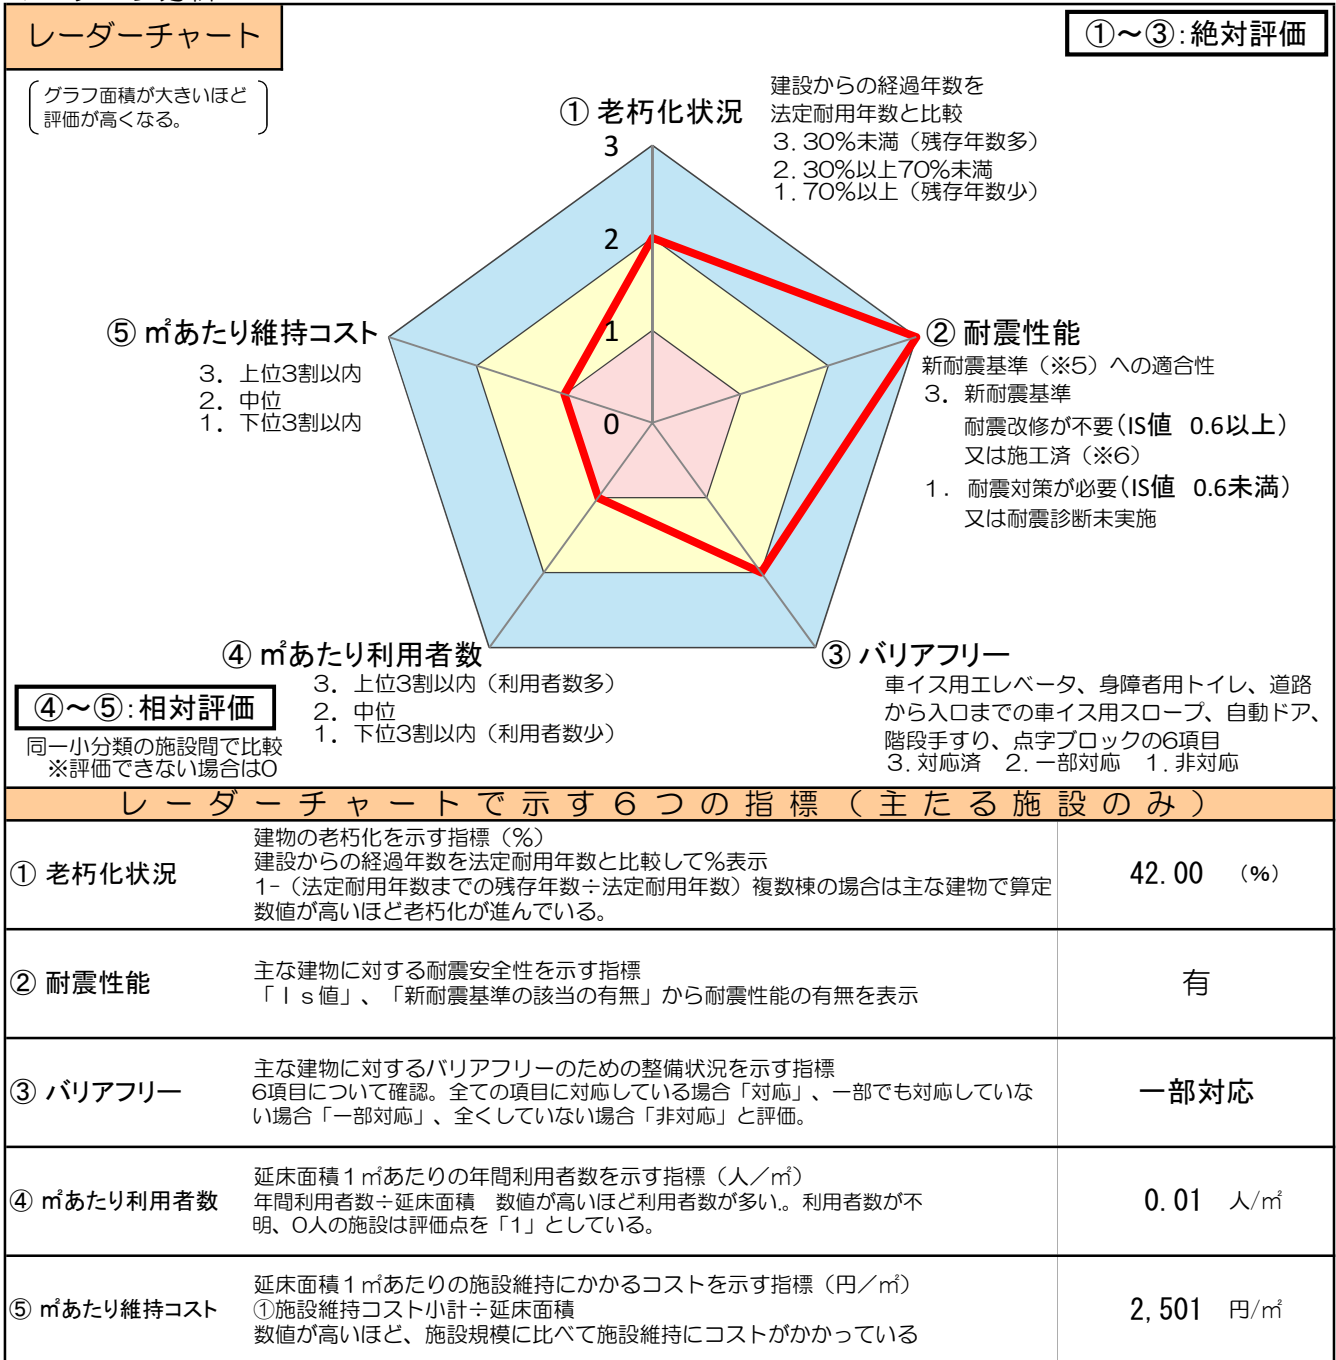 レーダーチャート
①～③:絶対評価
グラフ面積が大きいほど
評価が高くなる。
① 老朽化状況
建設からの経過年数を
法定耐用年数と比較
3．30％未満（残存年数多）
2．30％以上70％未満
1．70％以上（残存年数少）
3
2
1
0
⑤ ㎡あたり維持コスト
3．上位3割以内
2．中位
1．下位3割以内
② 耐震性能
新耐震基準（※5）への適合性
3．新耐震基準
耐震改修が不要(IS値 0.6以上)
又は施工済（※6）
1．耐震対策が必要(IS値 0.6未満)
又は耐震診断未実施
④ ㎡あたり利用者数
3．上位3割以内（利用者数多）
2．中位
1．下位3割以内（利用者数少）
③ バリアフリー
車イス用エレベータ、身障者用トイレ、道路
から入口までの車イス用スロープ、自動ドア、
階段手すり、点字ブロックの6項目
3．対応済 2．一部対応 1．非対応
④～⑤:相対評価
同一小分類の施設間で比較
※評価できない場合は0
レーダーチャートで示す６つの指標（主たる施設のみ）
① 老朽化状況
建物の老朽化を示す指標（％）
建設からの経過年数を法定耐用年数と比較して％表示
1-（法定耐用年数までの残存年数÷法定耐用年数）複数棟の場合は主な建物で算定
数値が高いほど老朽化が進んでいる。
42.00 （%）
② 耐震性能
主な建物に対する耐震安全性を示す指標
「Ｉｓ値」、「新耐震基準の該当の有無」から耐震性能の有無を表示
有
③ バリアフリー
主な建物に対するバリアフリーのための整備状況を示す指標
6項目について確認。全ての項目に対応している場合「対応」、一部でも対応していな
い場合「一部対応」、全くしていない場合「非対応」と評価。
一部対応
④ ㎡あたり利用者数
延床面積１㎡あたりの年間利用者数を示す指標（人／㎡）
年間利用者数÷延床面積 数値が高いほど利用者数が多い。利用者数が不
明、0人の施設は評価点を「1」としている。
0.01 人/㎡
⑤ ㎡あたり維持コスト
延床面積１㎡あたりの施設維持にかかるコストを示す指標（円／㎡）
①施設維持コスト小計÷延床面積
数値が高いほど、施設規模に比べて施設維持にコストがかかっている
2,501 円/㎡